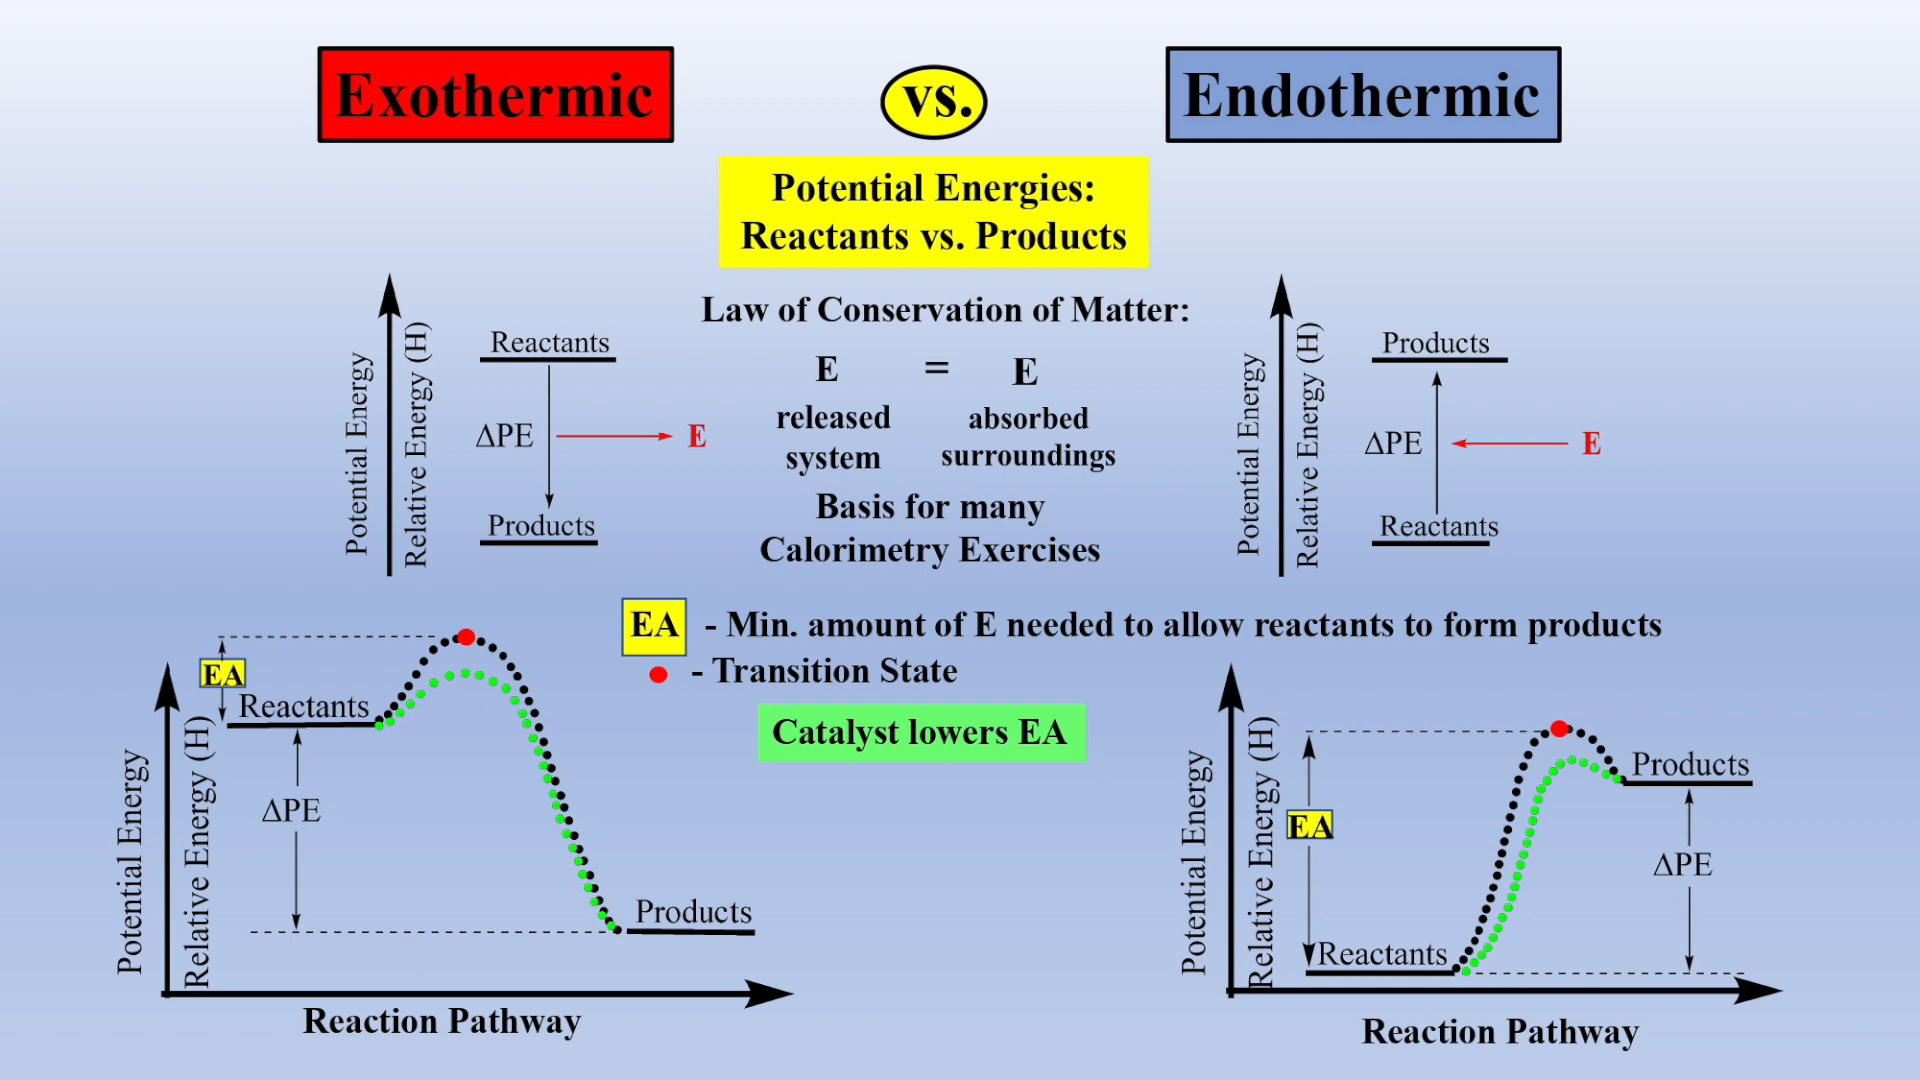 Exothermic
vs.
Endothermic
Potential Energies:
Reactants vs. Products
Potential Energy
Relative Energy (H)
Reactants
ΔPE
E
Products
Law of Conservation of Matter:
E = E
released absorbed
system surroundings
Basis for many
Calorimetry Exercises
Potential Energy
Relative Energy (H)
Products
ΔPE
E
Reactants
EA - Min. amount of E needed to allow reactants to form products
- Transition State
Catalyst lowers EA
Potential Energy
Relative Energy (H)
EA
Reactants
ΔPE
Products
Reaction Pathway
Potential Energy
Relative Energy (H)
EA
Products
ΔPE
Reactants
Reaction Pathway